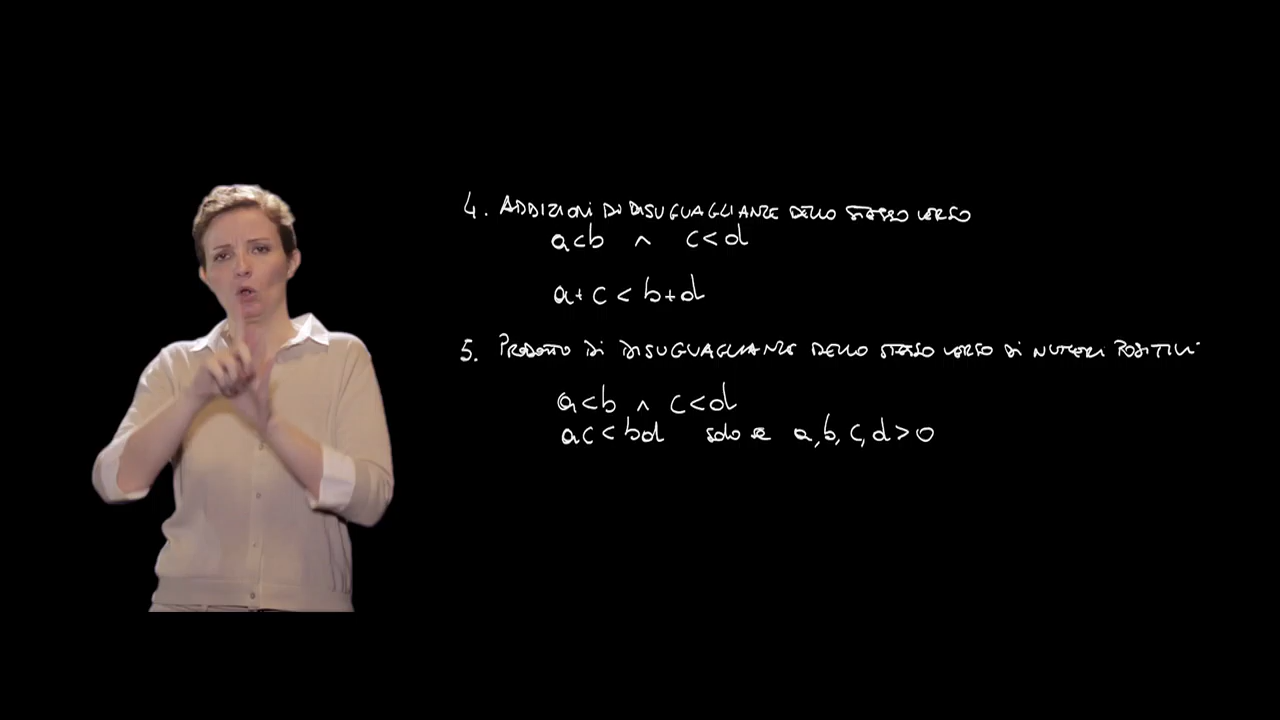 4. ADDIZIONI DI DISUGUAGLIANZE DELLO STESSO VERSO
a<b ∧ c<d
a+c<b+d
5. PRODOTTO DI DISUGUAGLIANZE DELLO STESSO VERSO DI NUMERI POSITIVI
a<b ∧ c<d
ac<bd solo se a,b,c,d>0